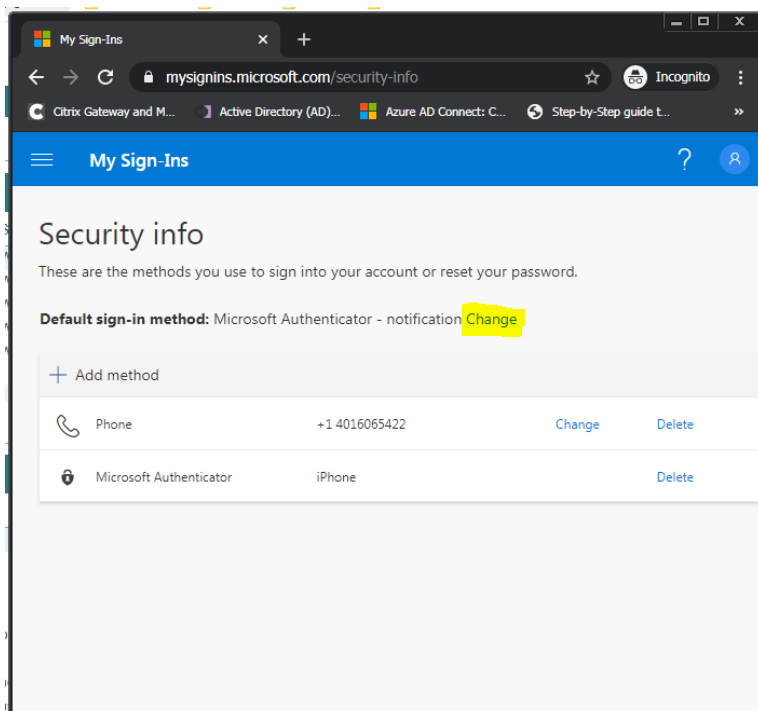 My Sign-Ins
mysignins.microsoft.com/security-info Incognito
Citrix Gateway and M... Active Directory (AD)... Azure AD Connect: C... Step-by-Step guide t... »
My Sign-Ins ?
Security info
These are the methods you use to sign into your account or reset your password.
Default sign-in method: Microsoft Authenticator - notification Change
+ Add method
Phone +1 4016065422 Change Delete
Microsoft Authenticator iPhone Delete